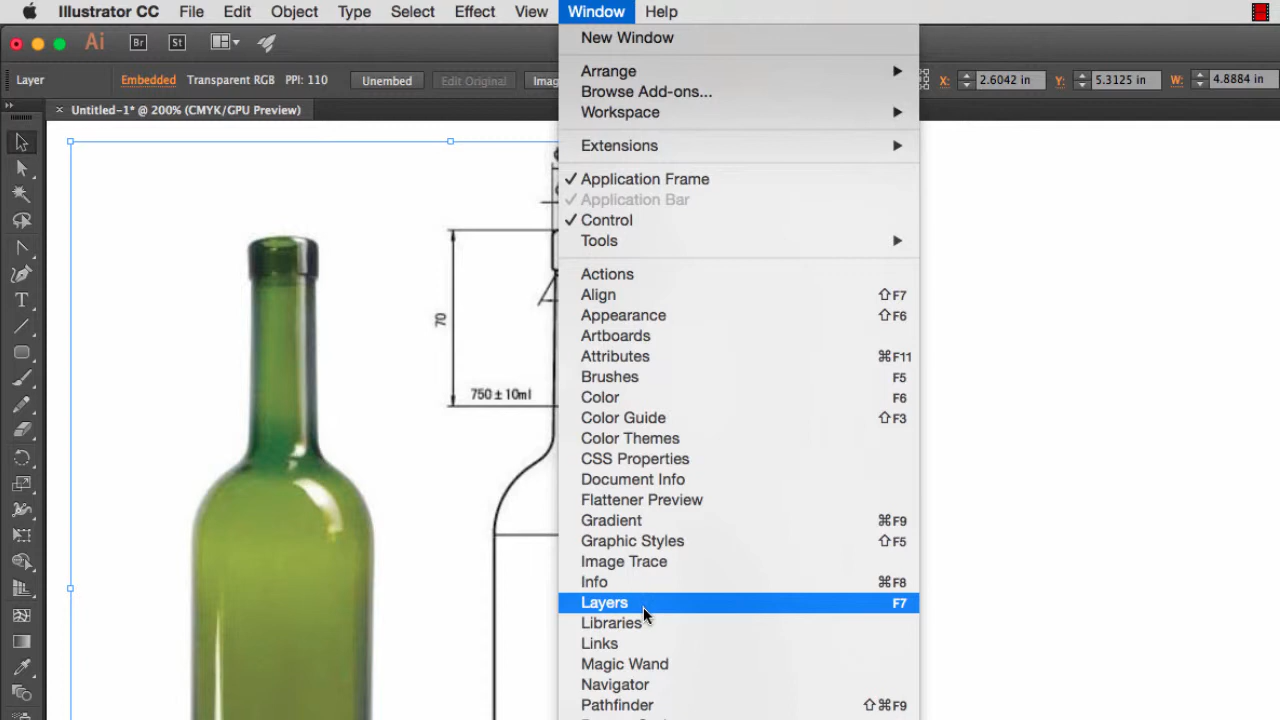 Illustrator CC File Edit Object Type Select Effect View Window Help
Ai Br St
Layer Embedded Transparent RGB PPI: 110 Unembed Edit Original Imag X: 2.6042 in Y: 5.3125 in W: 4.8884 in
× Untitled-1* @ 200% (CMYK/GPU Preview)
New Window
Arrange
Browse Add-ons...
Workspace
Extensions
✓ Application Frame
✓ Application Bar
✓ Control
Tools
Actions
Align ⇧F7
Appearance ⇧F6
Artboards
Attributes ⌘F11
Brushes F5
Color F6
Color Guide ⇧F3
Color Themes
CSS Properties
Document Info
Flattener Preview
Gradient ⌘F9
Graphic Styles ⇧F5
Image Trace
Info ⌘F8
Layers F7
Libraries
Links
Magic Wand
Navigator
Pathfinder ⇧⌘F9
70
750±10ml